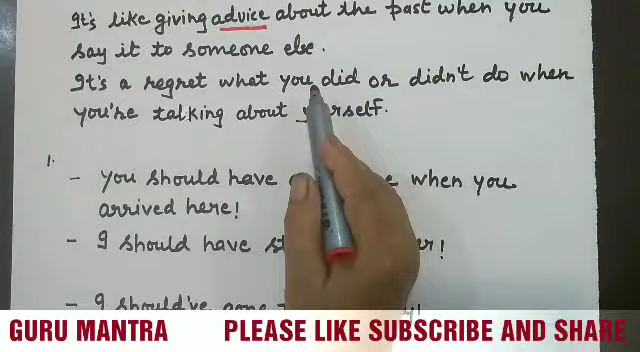 It's like giving advice about the past when you
say it to someone else.
It's a regret what you did or didn't do when
you're talking about yourself.
1.
- You should have when you
arrived here!
- I should have
- I should've gone
GURU MANTRA PLEASE LIKE SUBSCRIBE AND SHARE